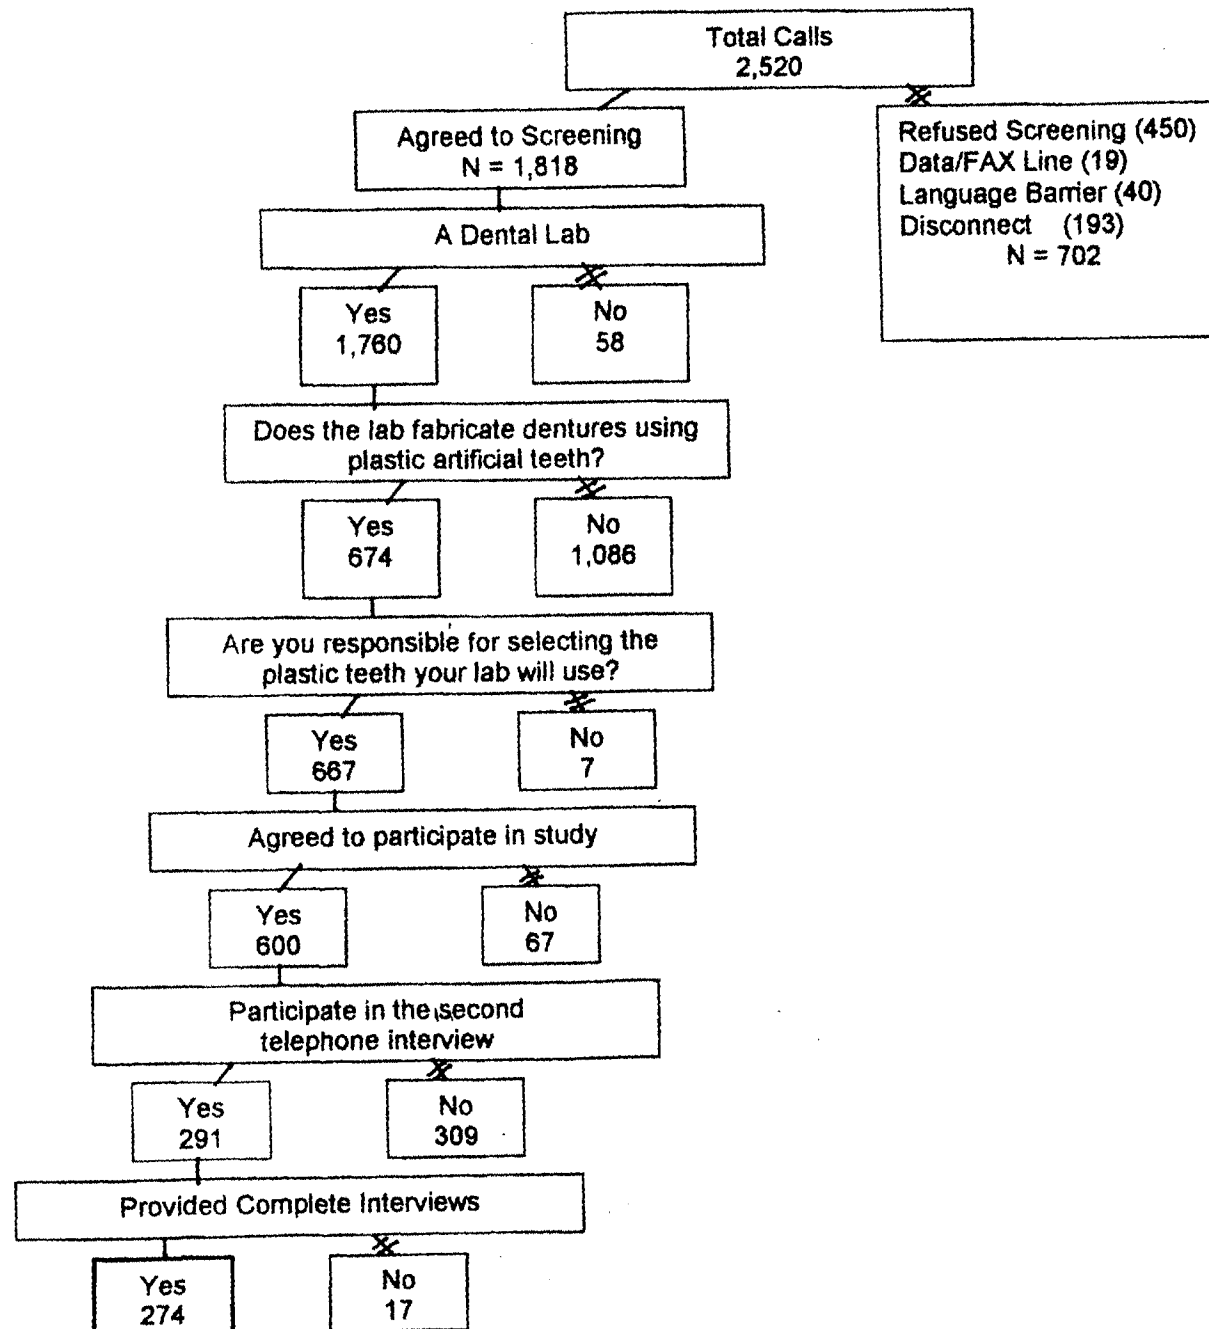 Total Calls
2,520
Agreed to Screening
N = 1,818
Refused Screening (450)
Data/FAX Line (19)
Language Barrier (40)
Disconnect (193)
N = 702
A Dental Lab
Yes
1,760
No
58
Does the lab fabricate dentures using
plastic artificial teeth?
Yes
674
No
1,086
Are you responsible for selecting the
plastic teeth your lab will use?
Yes
667
No
7
Agreed to participate in study
Yes
600
No
67
Participate in the second
telephone interview
Yes
291
No
309
Provided Complete Interviews
Yes
274
No
17